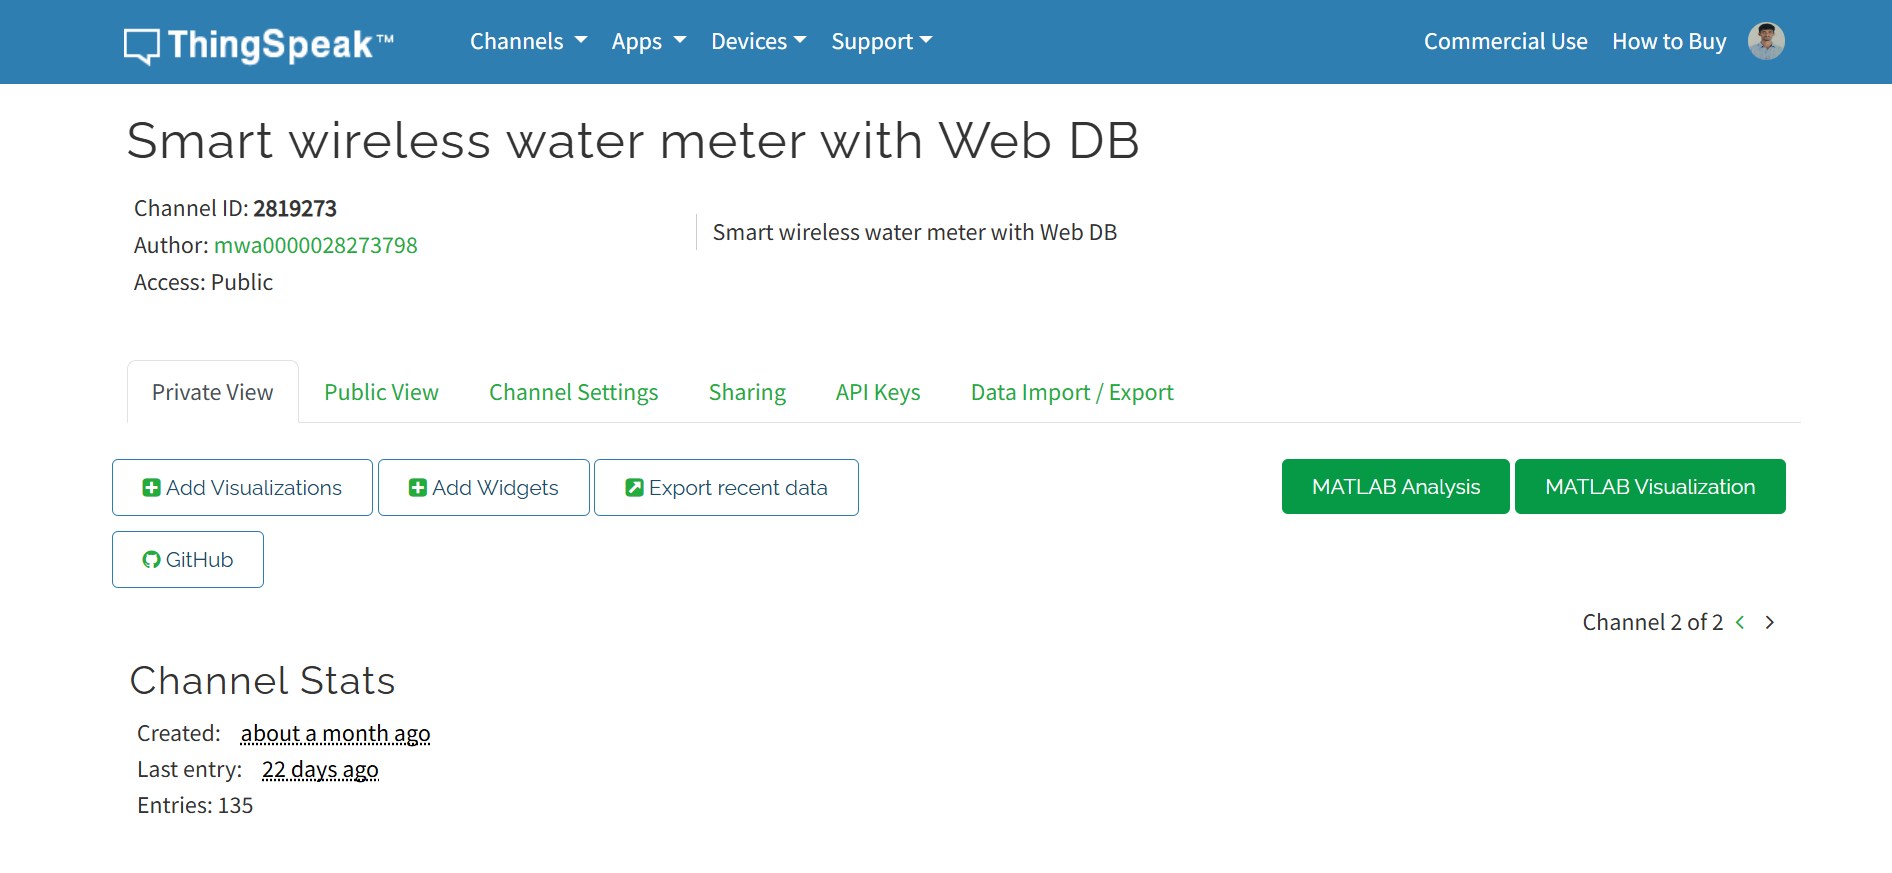 ThingSpeak™ Channels Apps Devices Support Commercial Use How to Buy
Smart wireless water meter with Web DB
Channel ID: 2819273
Author: mwa0000028273798
Access: Public
Smart wireless water meter with Web DB
Private View Public View Channel Settings Sharing API Keys Data Import / Export
Add Visualizations Add Widgets Export recent data MATLAB Analysis MATLAB Visualization
GitHub
Channel 2 of 2 < >
Channel Stats
Created: about a month ago
Last entry: 22 days ago
Entries: 135